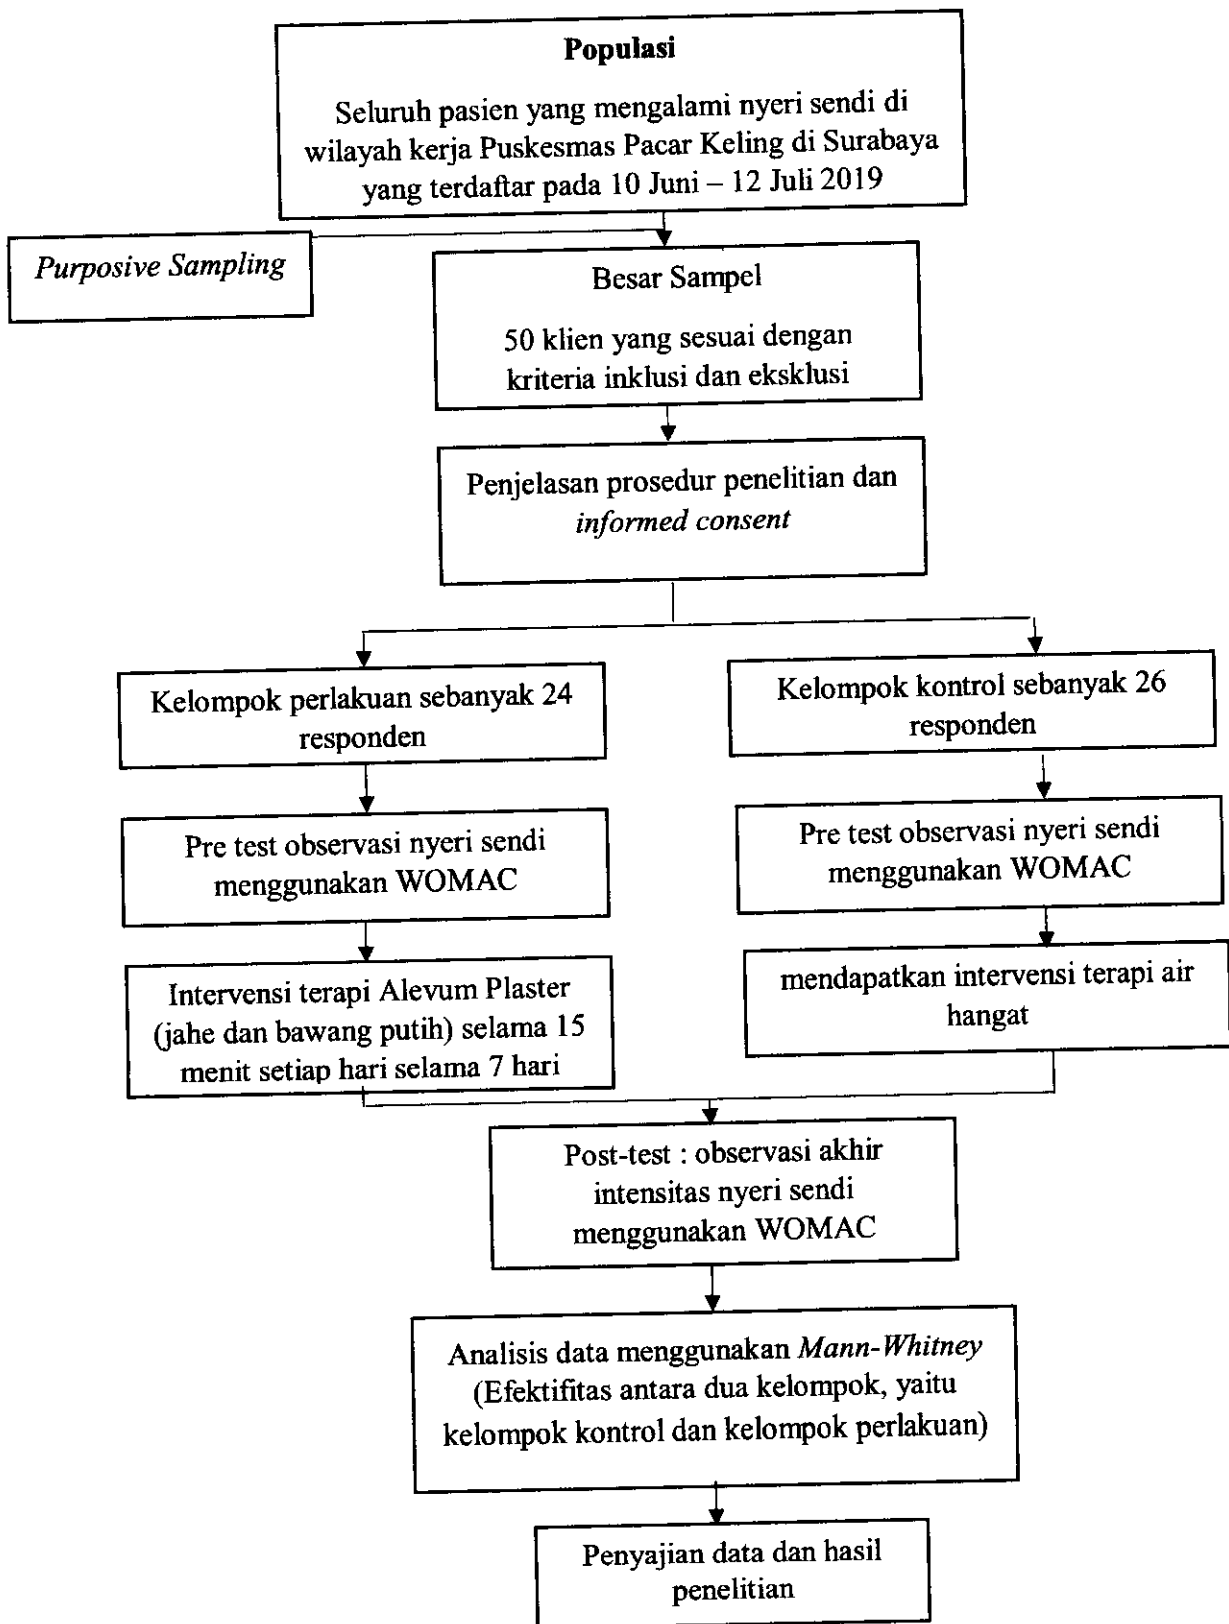 Populasi
Seluruh pasien yang mengalami nyeri sendi di
wilayah kerja Puskesmas Pacar Keling di Surabaya
yang terdaftar pada 10 Juni – 12 Juli 2019
Purposive Sampling
Besar Sampel
50 klien yang sesuai dengan
kriteria inklusi dan eksklusi
Penjelasan prosedur penelitian dan
informed consent
Kelompok perlakuan sebanyak 24
responden
Kelompok kontrol sebanyak 26
responden
Pre test observasi nyeri sendi
menggunakan WOMAC
Pre test observasi nyeri sendi
menggunakan WOMAC
Intervensi terapi Alevum Plaster
(jahe dan bawang putih) selama 15
menit setiap hari selama 7 hari
mendapatkan intervensi terapi air
hangat
Post-test : observasi akhir
intensitas nyeri sendi
menggunakan WOMAC
Analisis data menggunakan Mann-Whitney
(Efektifitas antara dua kelompok, yaitu
kelompok kontrol dan kelompok perlakuan)
Penyajian data dan hasil
penelitian